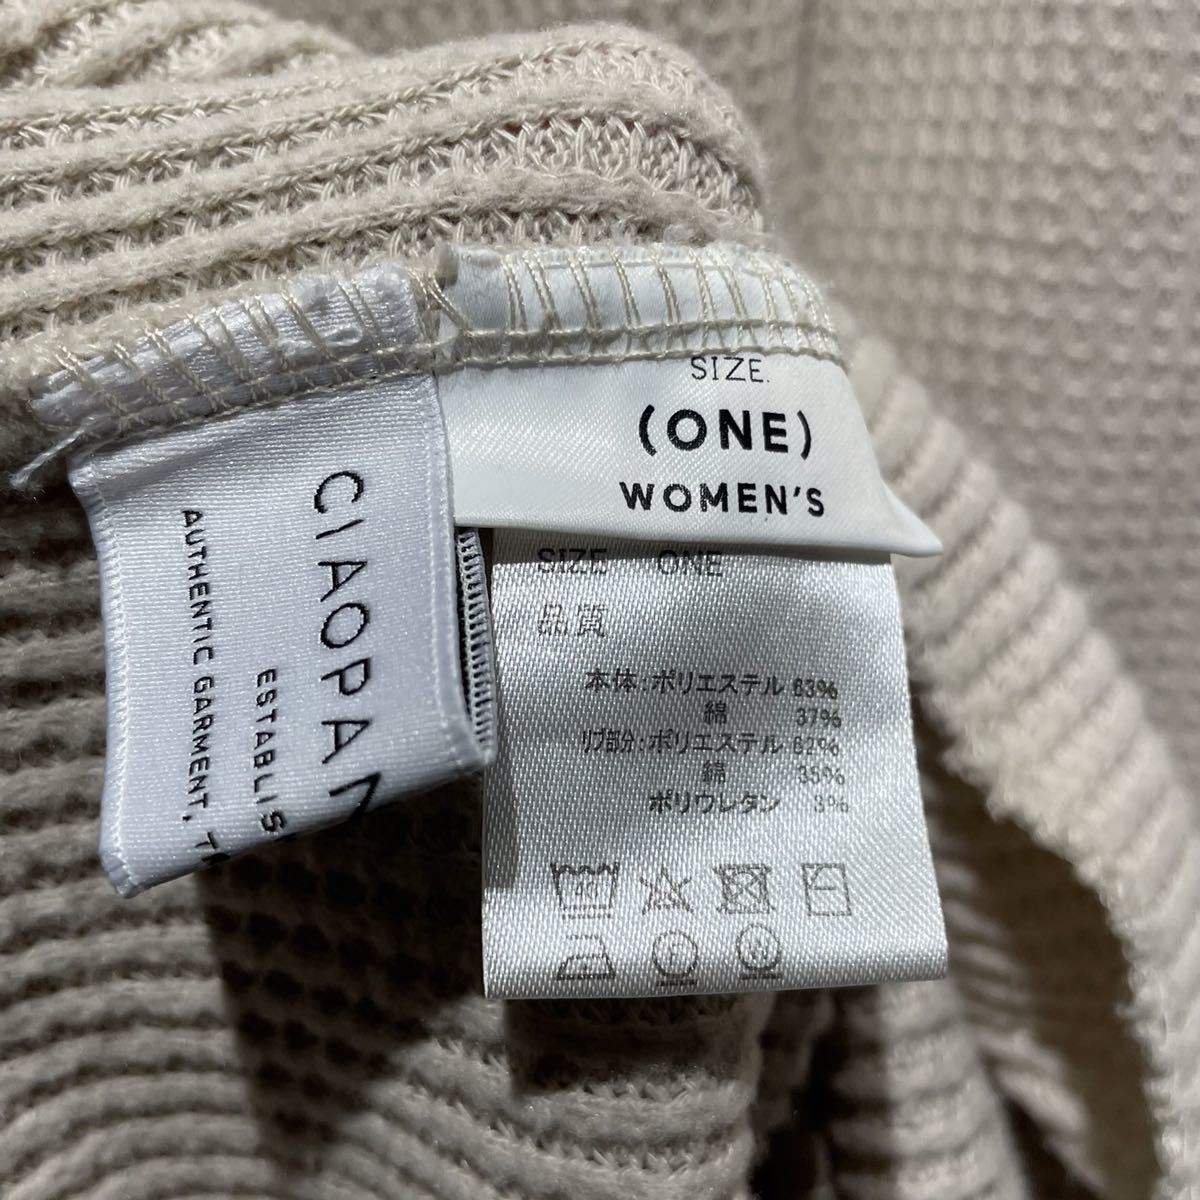 CIAOPAN
ESTABLIS
AUTHENTIC GARMENT, T
SIZE.
(ONE)
WOMEN'S
SIZE ONE
品質
本体:ポリエステル 63%
綿 37%
リブ部分:ポリエステル 62%
綿 35%
ポリウレタン 3%
40